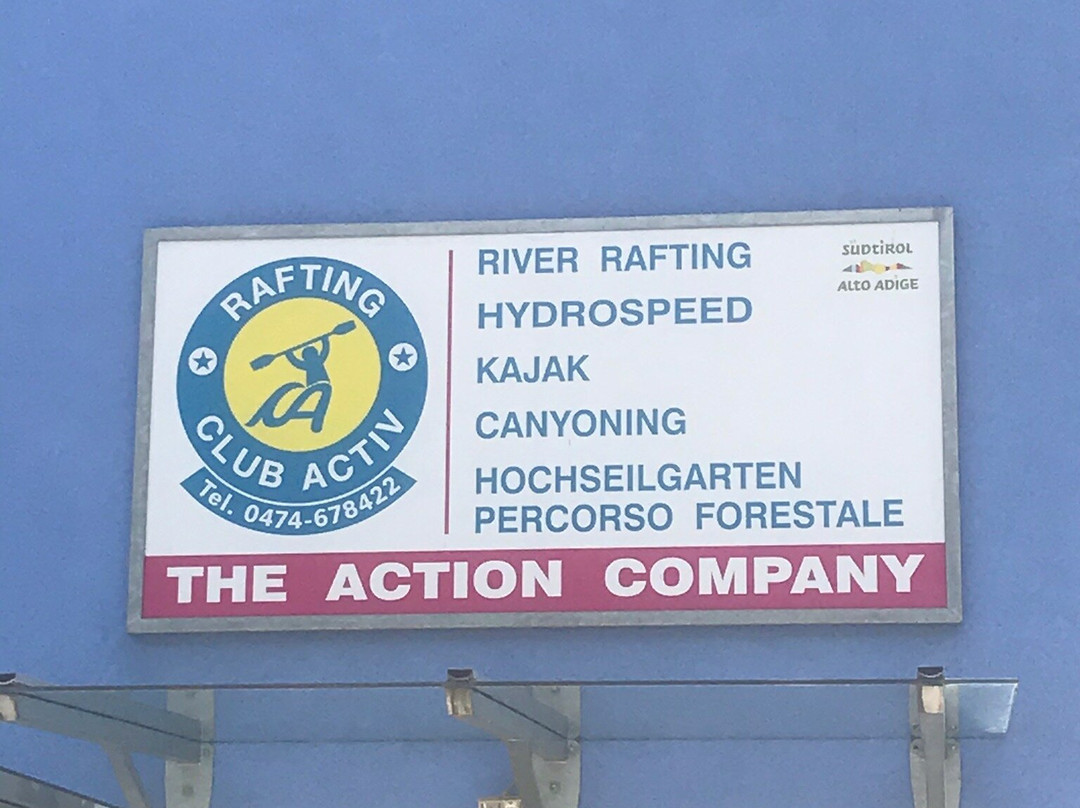 RAFTING
CLUB ACTIV
Tel. 0474-678422
RIVER RAFTING
HYDROSPEED
KAJAK
CANYONING
HOCHSEILGARTEN
PERCORSO FORESTALE
SÜDTIROL
ALTO ADIGE
THE ACTION COMPANY